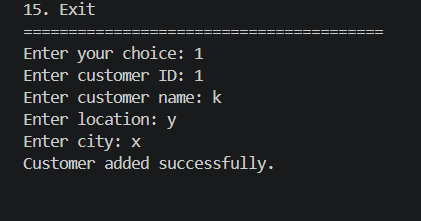 15. Exit
========================================
Enter your choice: 1
Enter customer ID: 1
Enter customer name: k
Enter location: y
Enter city: x
Customer added successfully.